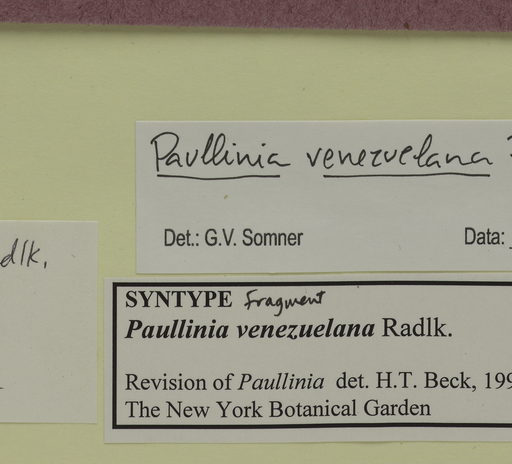 Paullinia venezuelana
Det.: G.V. Somner Data:
dlk.
SYNTYPE fragment
Paullinia venezuelana Radlk.
Revision of Paullinia det. H.T. Beck, 199
The New York Botanical Garden